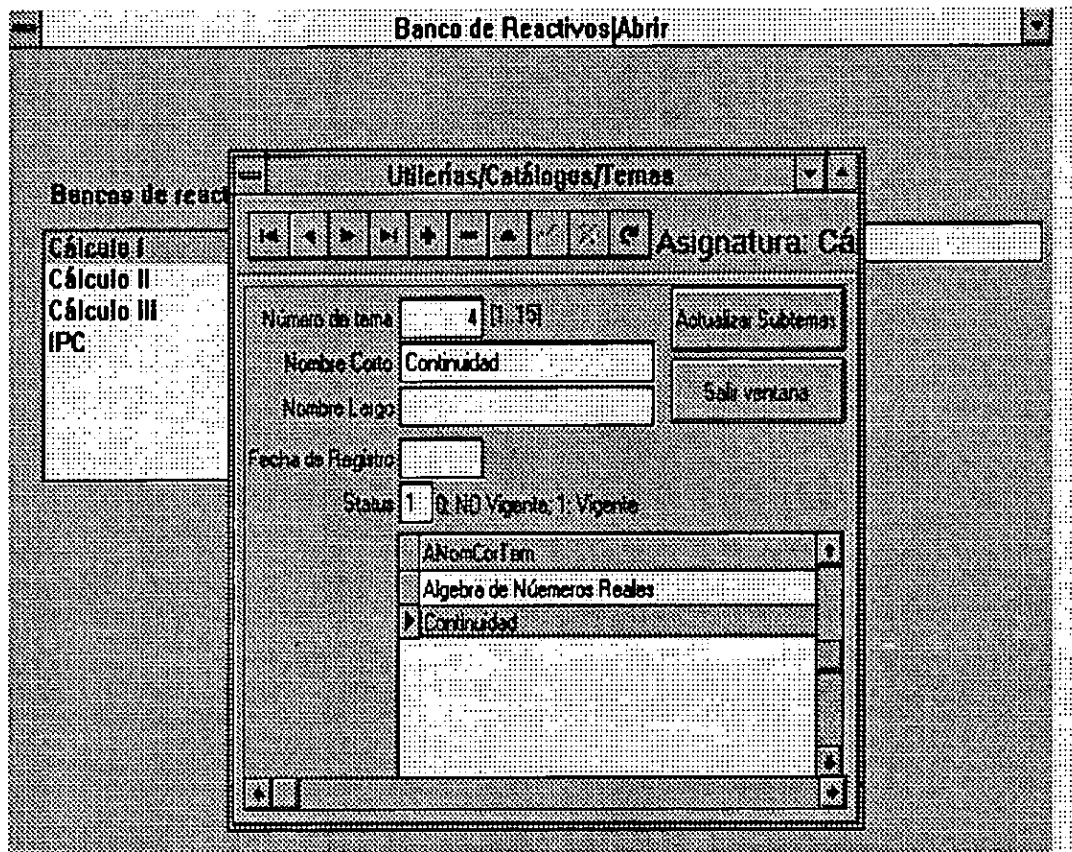 Banco de Reactivos|Abrir
Utilerías/Catálogos/Temas
Bancos de react
Asignatura: Cá
Cálculo I
Cálculo II
Cálculo III
IPC
Número de tema 4 [1, 15]
Actualizar Subtemas
Nombre Corto Continuidad
Salir ventana
Nombre Largo
Fecha de Registro
Status 1 0: NO Vigente; 1: Vigente
ANomCorTem
Algebra de Núemeros Reales
Continuidad